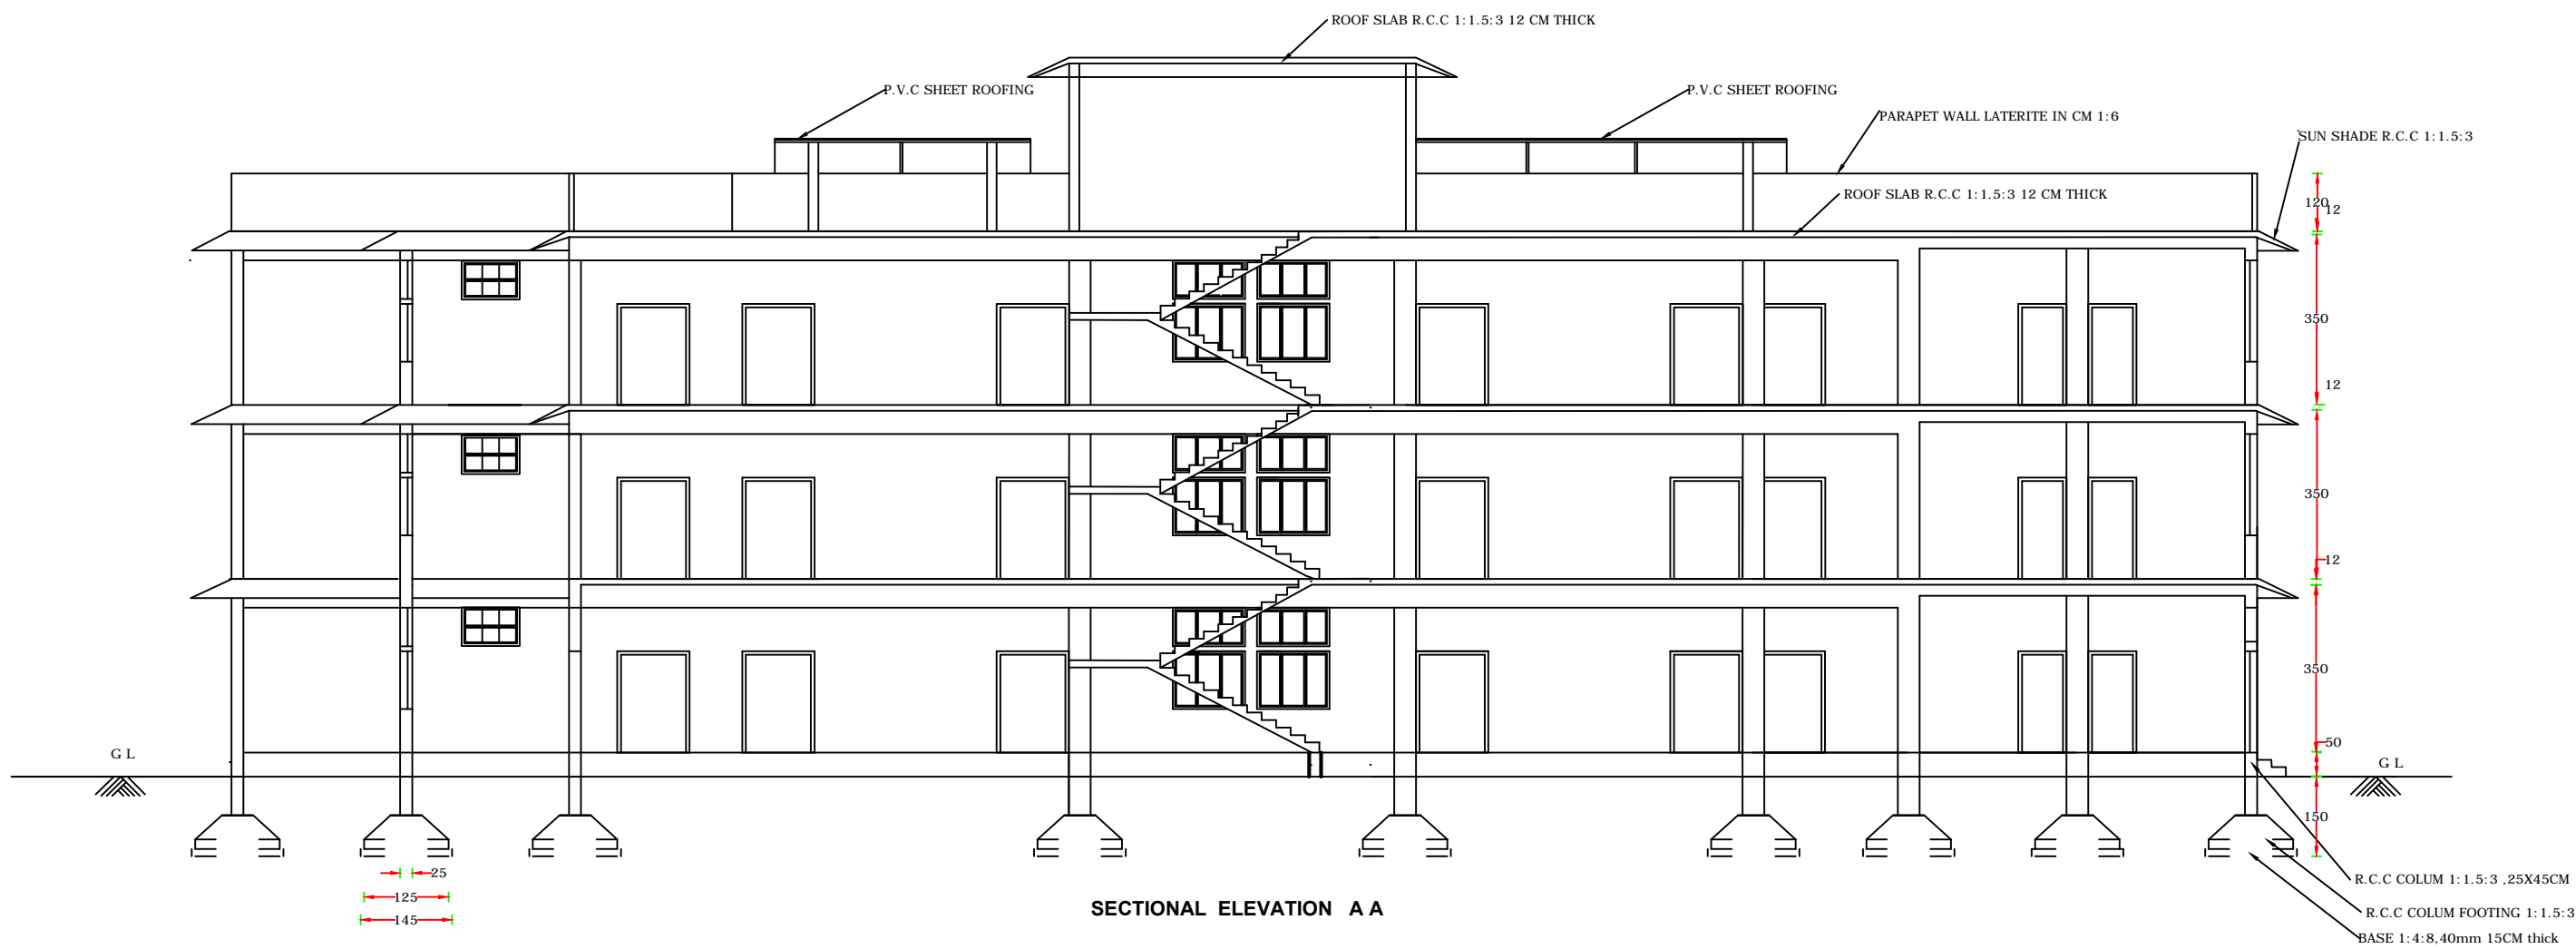 ROOF SLAB R.C.C 1:1.5:3 12 CM THICK
P.V.C SHEET ROOFING
P.V.C SHEET ROOFING
PARAPET WALL LATERITE IN CM 1:6
SUN SHADE R.C.C 1:1.5:3
ROOF SLAB R.C.C 1:1.5:3 12 CM THICK
120
12
350
12
350
12
350
50
G L
G L
150
25
125
145
R.C.C COLUM 1:1.5:3 ,25X45CM
R.C.C COLUM FOOTING 1:1.5:3
BASE 1:4:8,40mm 15CM thick
SECTIONAL ELEVATION A A